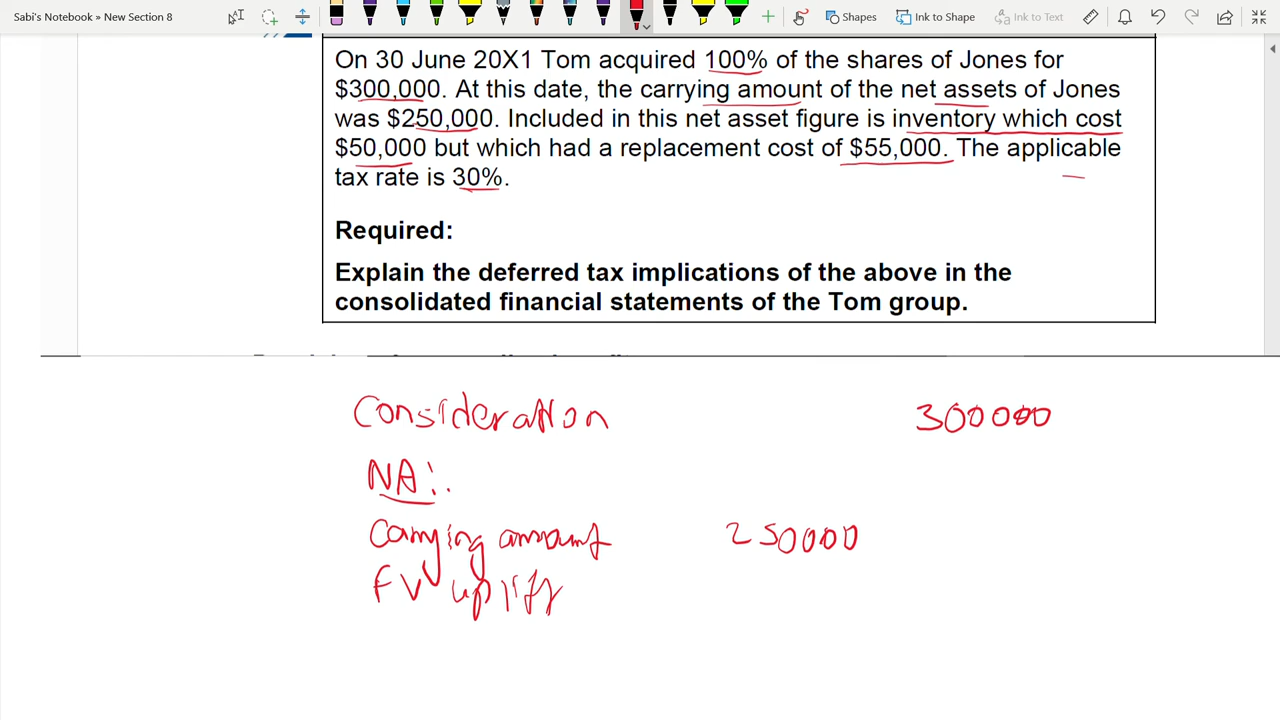 Sabi's Notebook » New Section 8
Shapes
Ink to Shape
Ink to Text
On 30 June 20X1 Tom acquired 100% of the shares of Jones for
$300,000. At this date, the carrying amount of the net assets of Jones
was $250,000. Included in this net asset figure is inventory which cost
$50,000 but which had a replacement cost of $55,000. The applicable
tax rate is 30%.
Required:
Explain the deferred tax implications of the above in the
consolidated financial statements of the Tom group.
Consideration 300000
NA:
Carrying amount 250000
FV uplift